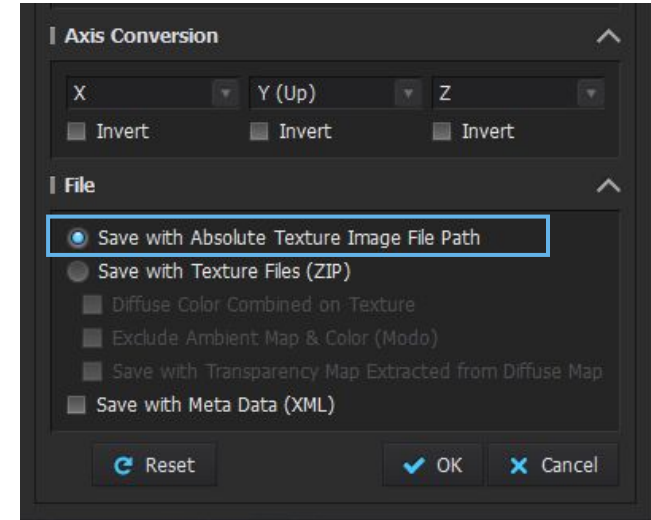 Axis Conversion
X Y (Up) Z
Invert Invert Invert
File
Save with Absolute Texture Image File Path
Save with Texture Files (ZIP)
Diffuse Color Combined on Texture
Exclude Ambient Map & Color (Modo)
Save with Transparency Map Extracted from Diffuse Map
Save with Meta Data (XML)
Reset OK Cancel